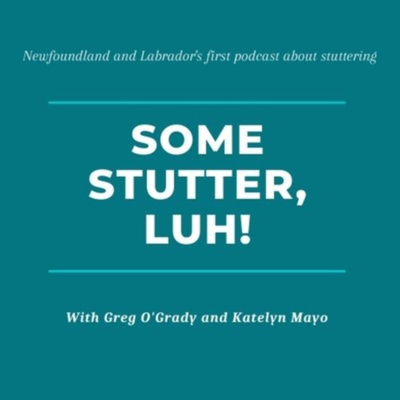 Newfoundland and Labrador's first podcast about stuttering
SOME
STUTTER,
LUH!
With Greg O'Grady and Katelyn Mayo